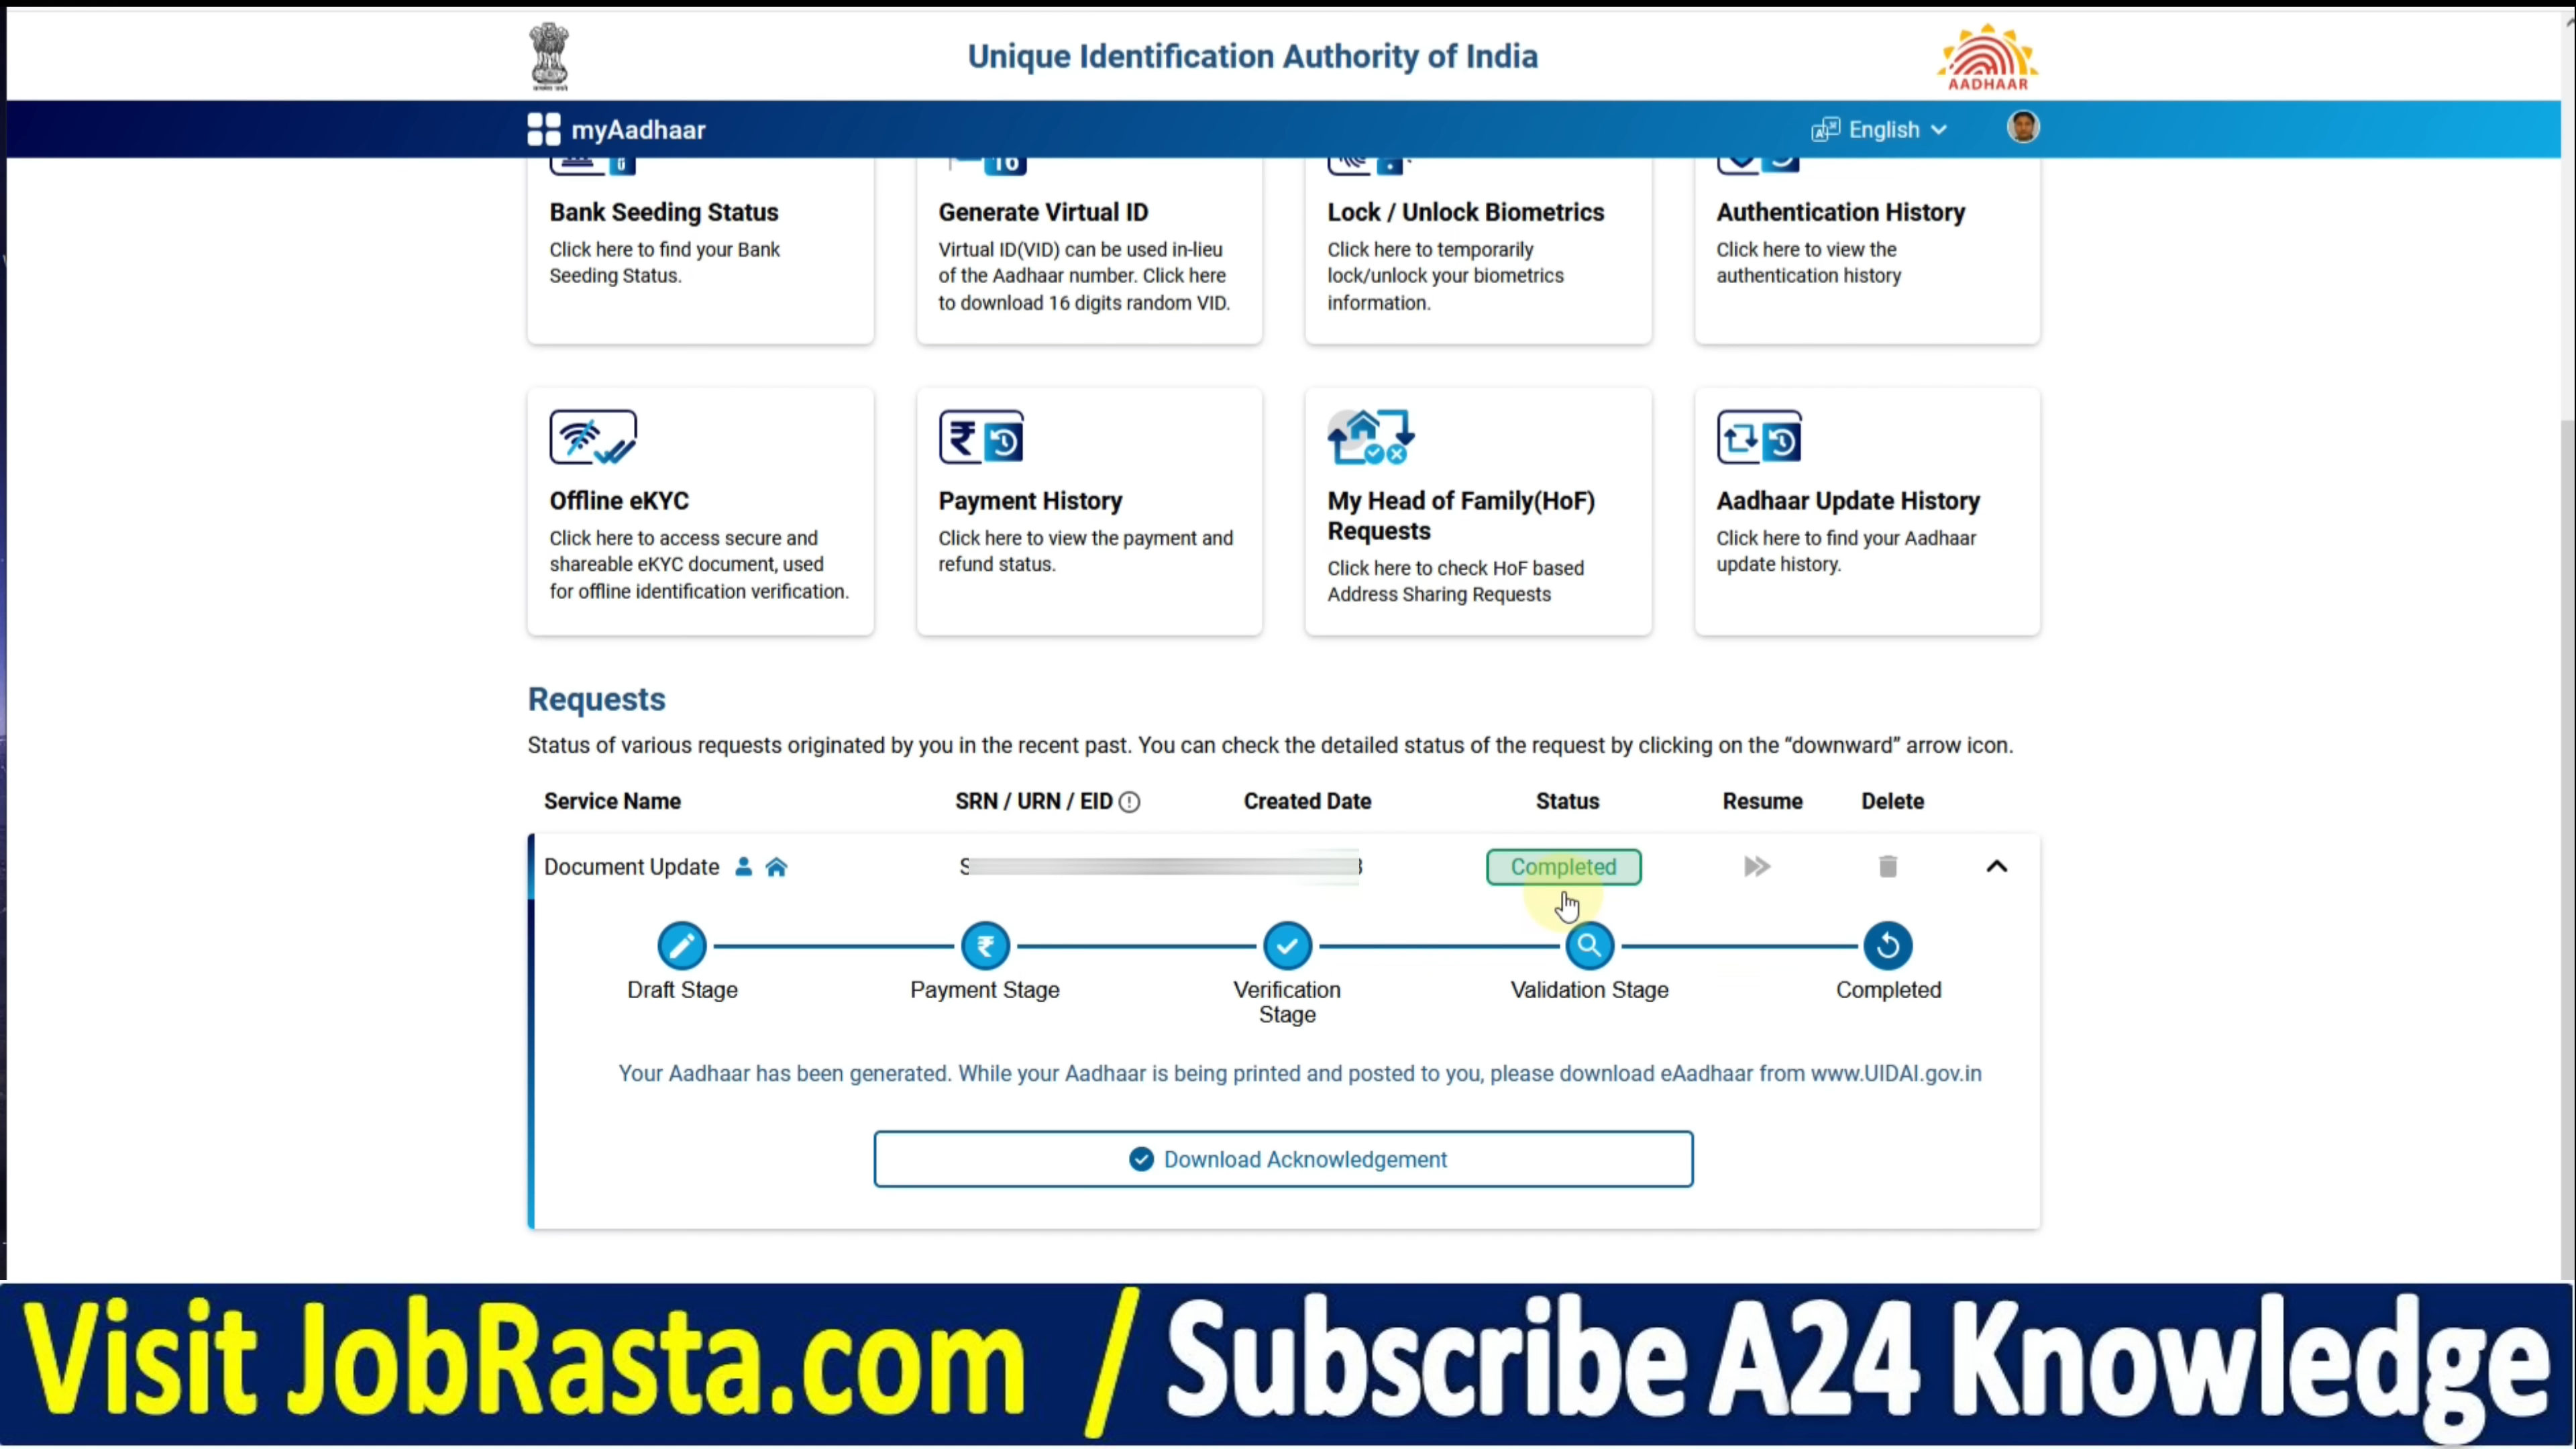 Unique Identification Authority of India
AADHAAR
myAadhaar
English
Bank Seeding Status
Click here to find your Bank
Seeding Status.
16
Generate Virtual ID
Virtual ID(VID) can be used in-lieu
of the Aadhaar number. Click here
to download 16 digits random VID.
Lock / Unlock Biometrics
Click here to temporarily
lock/unlock your biometrics
information.
Authentication History
Click here to view the
authentication history
Offline eKYC
Click here to access secure and
shareable eKYC document, used
for offline identification verification.
₹
Payment History
Click here to view the payment and
refund status.
My Head of Family(HoF)
Requests
Click here to check HoF based
Address Sharing Requests
Aadhaar Update History
Click here to find your Aadhaar
update history.
Requests
Status of various requests originated by you in the recent past. You can check the detailed status of the request by clicking on the “downward” arrow icon.
Service Name SRN / URN / EID Created Date Status Resume Delete
Document Update S Completed
₹
Draft Stage
Payment Stage
Verification
Stage
Validation Stage
Completed
Your Aadhaar has been generated. While your Aadhaar is being printed and posted to you, please download eAadhaar from www.UIDAI.gov.in
Download Acknowledgement
Visit JobRasta.com / Subscribe A24 Knowledge